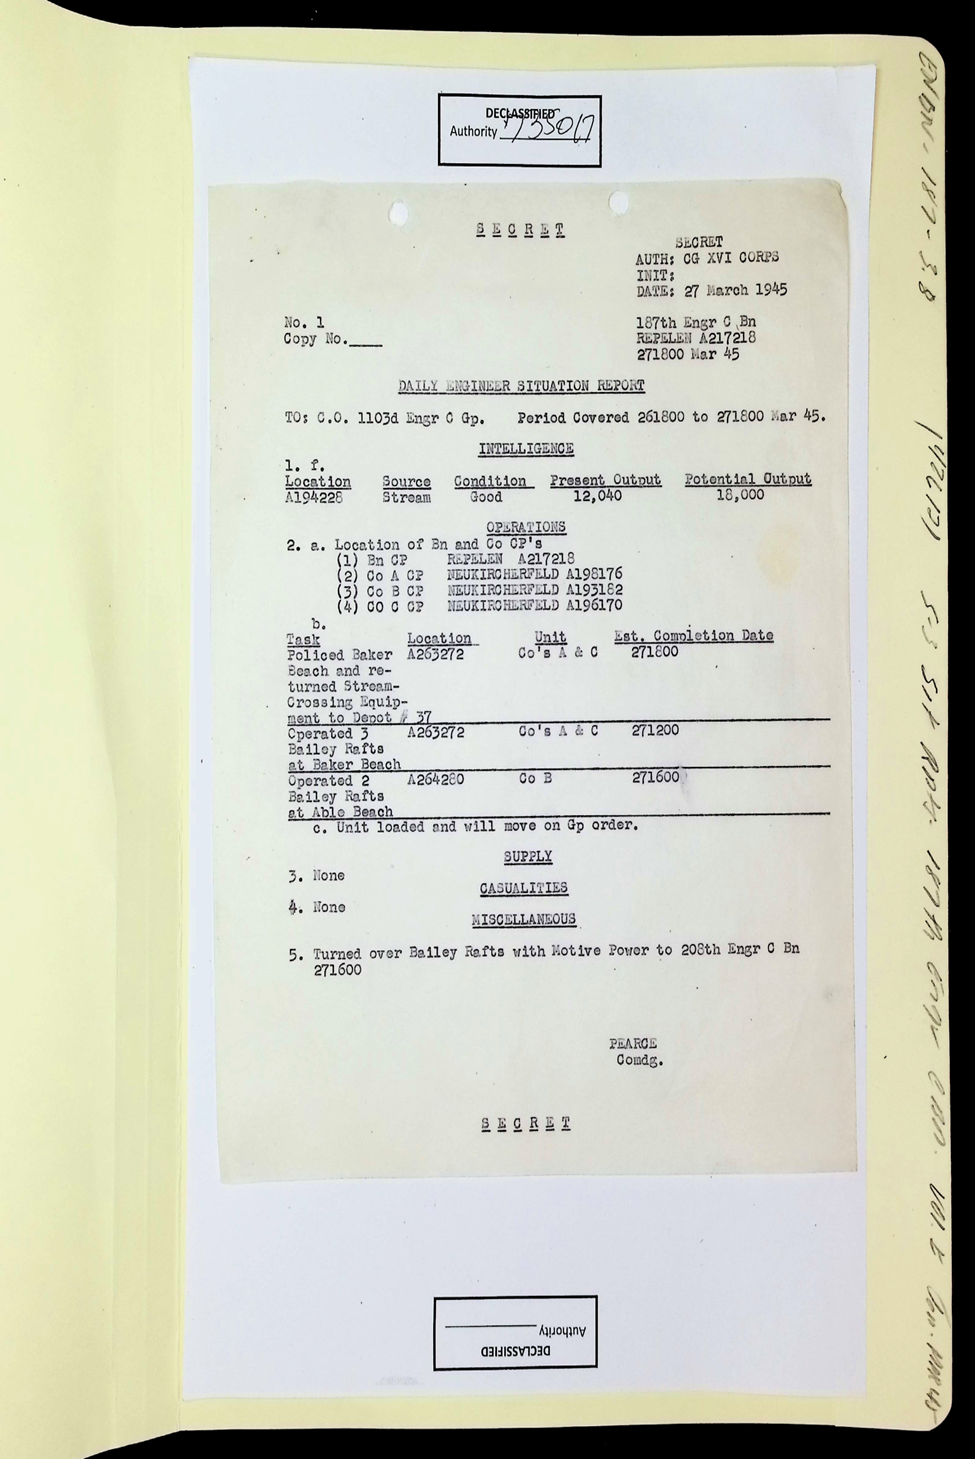 DECLASSIFIED
Authority 735017
S E C R E T
SECRET
AUTH: CG XVI CORPS
INIT:
DATE: 27 March 1945
No. 1
Copy No.____
187th Engr C Bn
REPELEN A217218
271800 Mar 45
DAILY ENGINEER SITUATION REPORT
TO: C.O. 1103d Engr C Gp. Period Covered 261800 to 271800 Mar 45.
INTELLIGENCE
1. f.
Location Source Condition Present Output Potential Output
A194228 Stream Good 12,040 18,000
OPERATIONS
2. a. Location of Bn and Co CP's
(1) Bn CP REPELEN A217218
(2) Co A CP NEUKIRCHERFELD A198176
(3) Co B CP NEUKIRCHERFELD A193182
(4) CO C CP NEUKIRCHERFELD A196170
b.
Task Location Unit Est. Completion Date
Policed Baker A263272 Co's A & C 271800
Beach and re-
turned Stream-
Crossing Equip-
ment to Depot # 37
Operated 3 A263272 Co's A & C 271200
Bailey Rafts
at Baker Beach
Operated 2 A264280 Co B 271600
Bailey Rafts
at Able Beach
c. Unit loaded and will move on Gp order.
SUPPLY
3. None
CASUALITIES
4. None
MISCELLANEOUS
5. Turned over Bailey Rafts with Motive Power to 208th Engr C Bn
271600
PEARCE
Comdg.
S E C R E T
DECLASSIFIED
Authority
ENBN-187-3.8
187th Engr